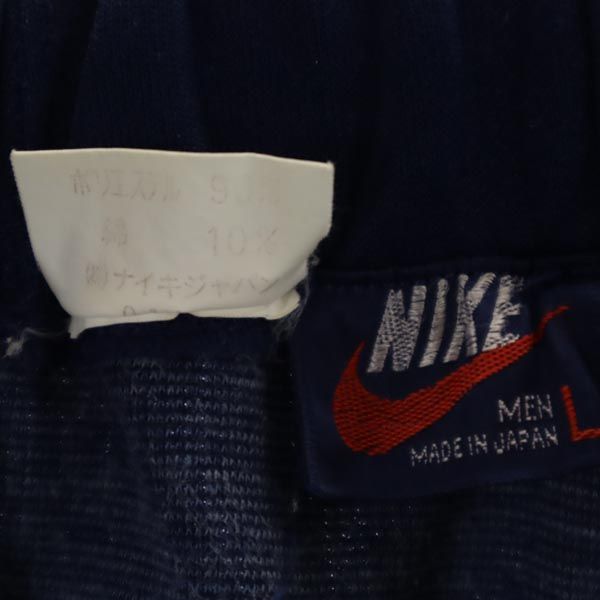 ポリエステル 90%
綿 10%
㈱ナイキジャパン
NIKE
MEN L
MADE IN JAPAN